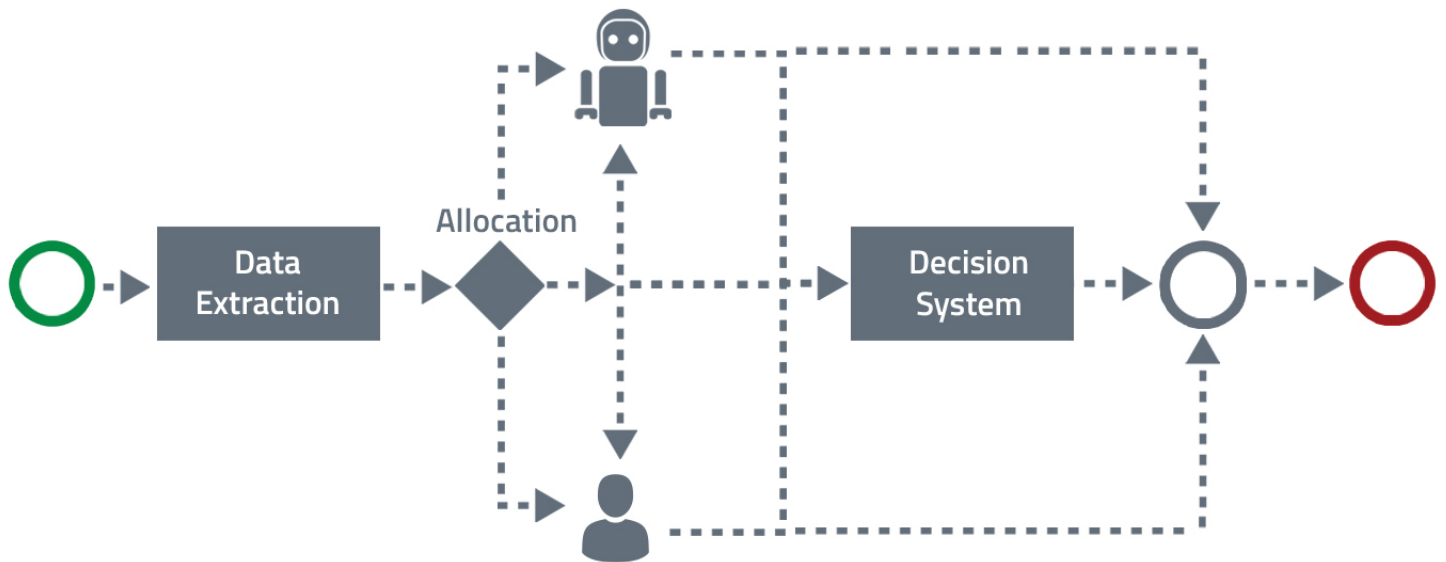 Allocation
Data
Extraction
Decision
System